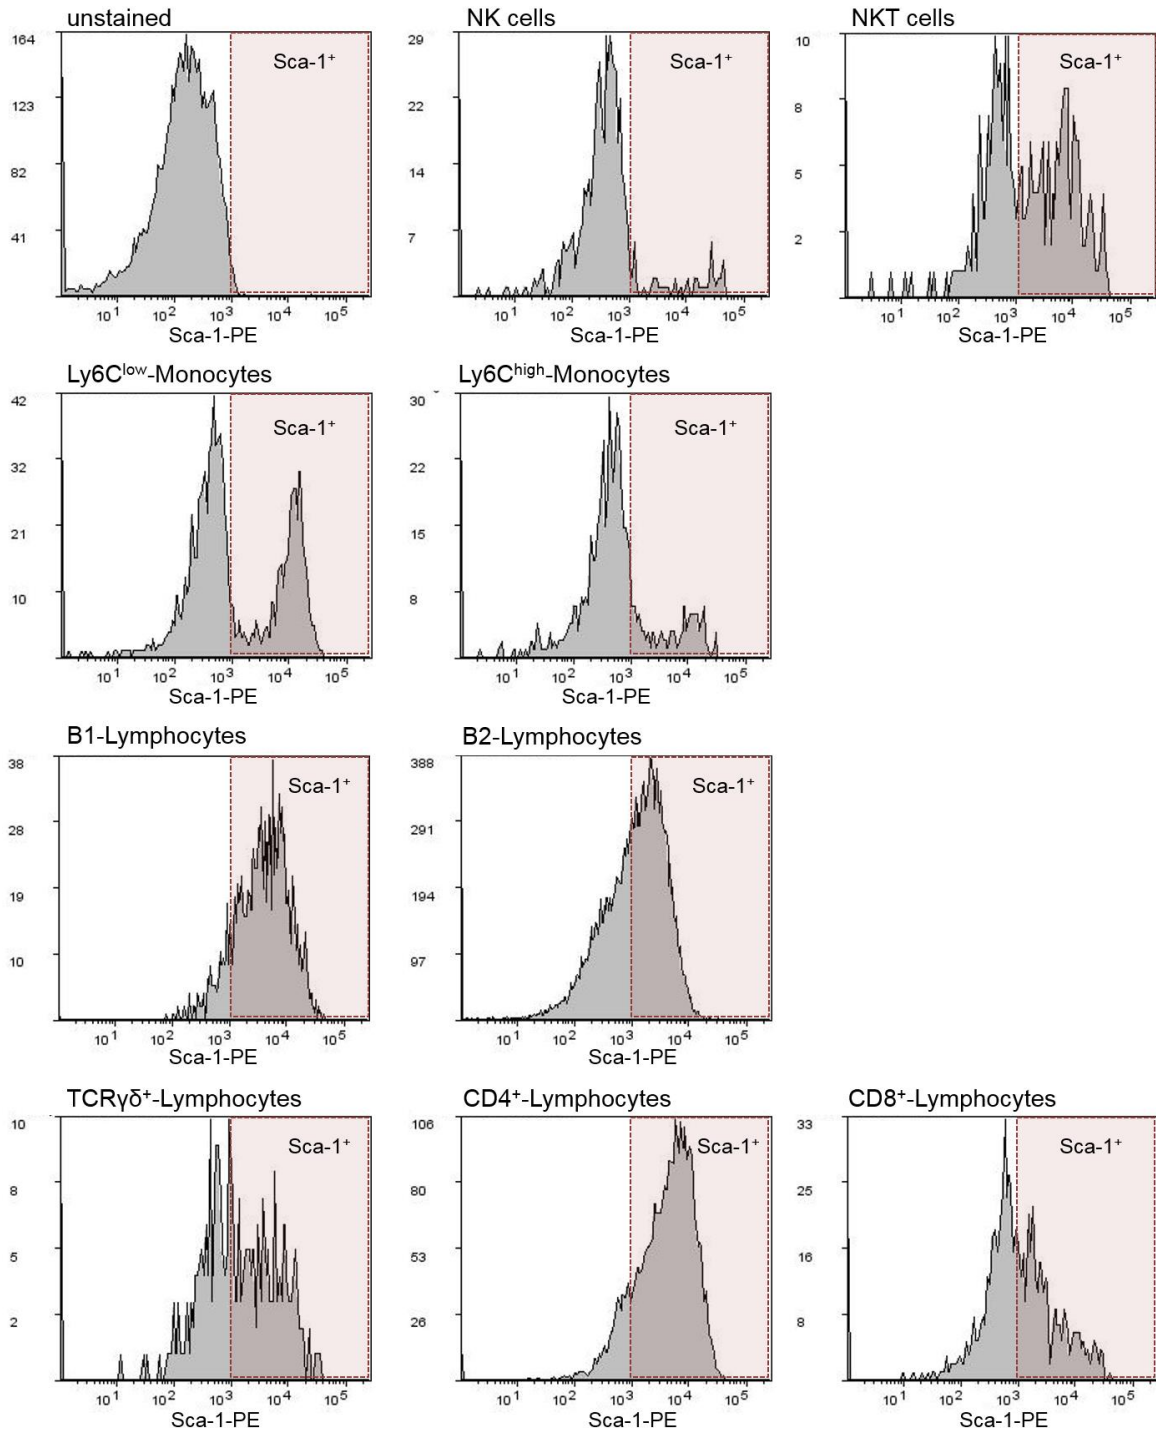 unstained
164
123
82
41
Sca-1⁺
10¹ 10² 10³ 10⁴ 10⁵
Sca-1-PE
NK cells
29
22
14
7
Sca-1⁺
10¹ 10² 10³ 10⁴ 10⁵
Sca-1-PE
NKT cells
10
8
5
2
Sca-1⁺
10¹ 10² 10³ 10⁴ 10⁵
Sca-1-PE
Ly6Cˡᵒʷ-Monocytes
42
32
21
10
Sca-1⁺
10¹ 10² 10³ 10⁴ 10⁵
Sca-1-PE
Ly6Cʰⁱᵍʰ-Monocytes
30
22
15
8
Sca-1⁺
10¹ 10² 10³ 10⁴ 10⁵
Sca-1-PE
B1-Lymphocytes
38
28
19
10
Sca-1⁺
10¹ 10² 10³ 10⁴ 10⁵
Sca-1-PE
B2-Lymphocytes
388
291
194
97
Sca-1⁺
10¹ 10² 10³ 10⁴ 10⁵
Sca-1-PE
TCRγδ⁺-Lymphocytes
10
8
5
2
Sca-1⁺
10¹ 10² 10³ 10⁴ 10⁵
Sca-1-PE
CD4⁺-Lymphocytes
106
80
53
26
Sca-1⁺
10¹ 10² 10³ 10⁴ 10⁵
Sca-1-PE
CD8⁺-Lymphocytes
33
25
16
8
Sca-1⁺
10¹ 10² 10³ 10⁴ 10⁵
Sca-1-PE